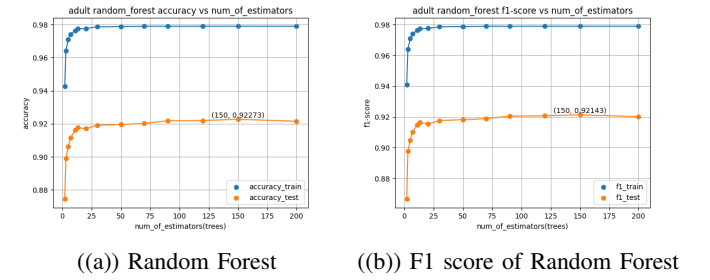 adult random_forest accuracy vs num_of_estimators
0.98
0.96
0.94
0.92
0.90
0.88
accuracy
(150, 0.92273)
accuracy_train
accuracy_test
0 25 50 75 100 125 150 175 200
num_of_estimators(trees)
((a)) Random Forest
adult random_forest f1-score vs num_of_estimators
0.98
0.96
0.94
0.92
0.90
0.88
f1-score
(150, 0.92143)
f1_train
f1_test
0 25 50 75 100 125 150 175 200
num_of_estimators(trees)
((b)) F1 score of Random Forest